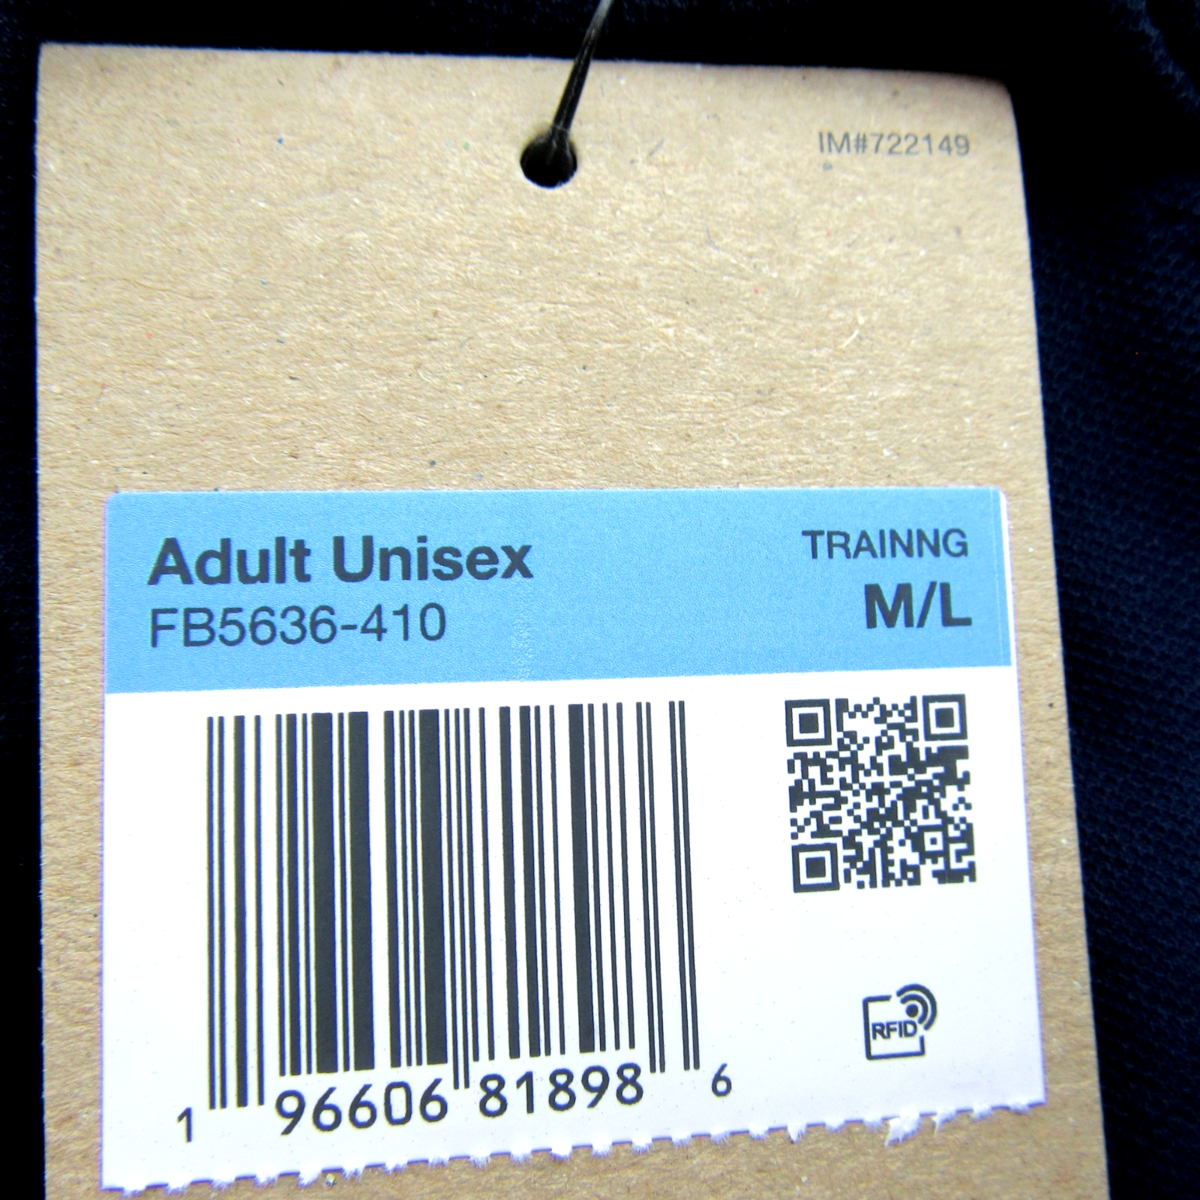 IM#722149
Adult Unisex
TRAINNG
FB5636-410
M/L
RFID
1 96606 81898 6